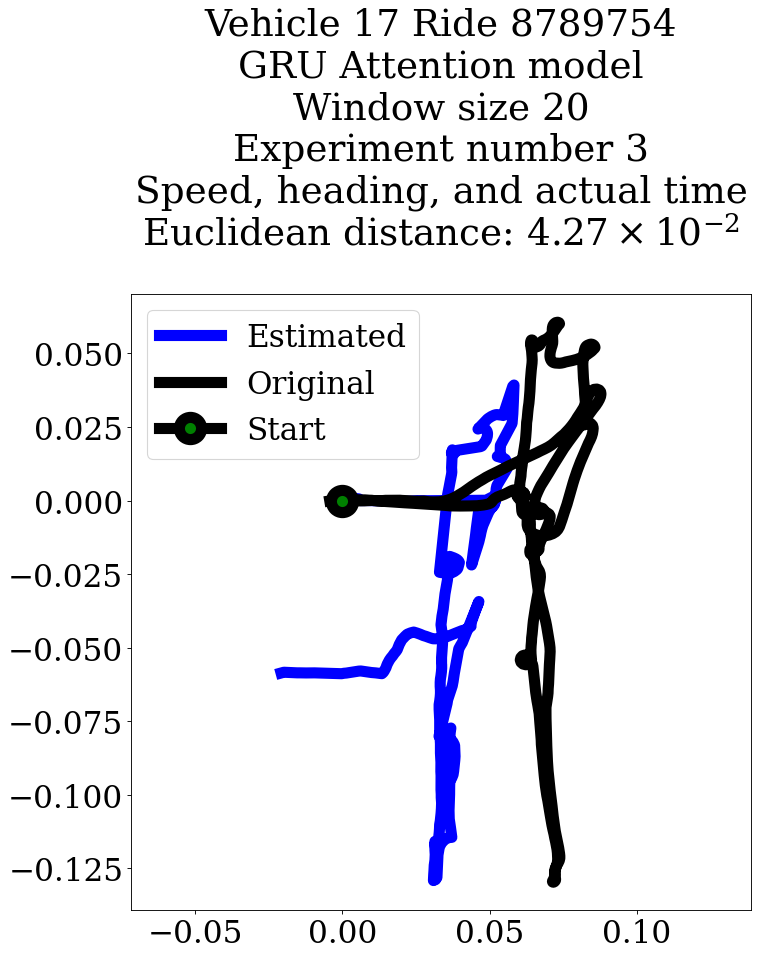 Vehicle 17 Ride 8789754
GRU Attention model
Window size 20
Experiment number 3
Speed, heading, and actual time
Euclidean distance: 4.27 × 10⁻²
Estimated
Original
Start
0.050
0.025
0.000
−0.025
−0.050
−0.075
−0.100
−0.125
−0.05 0.00 0.05 0.10